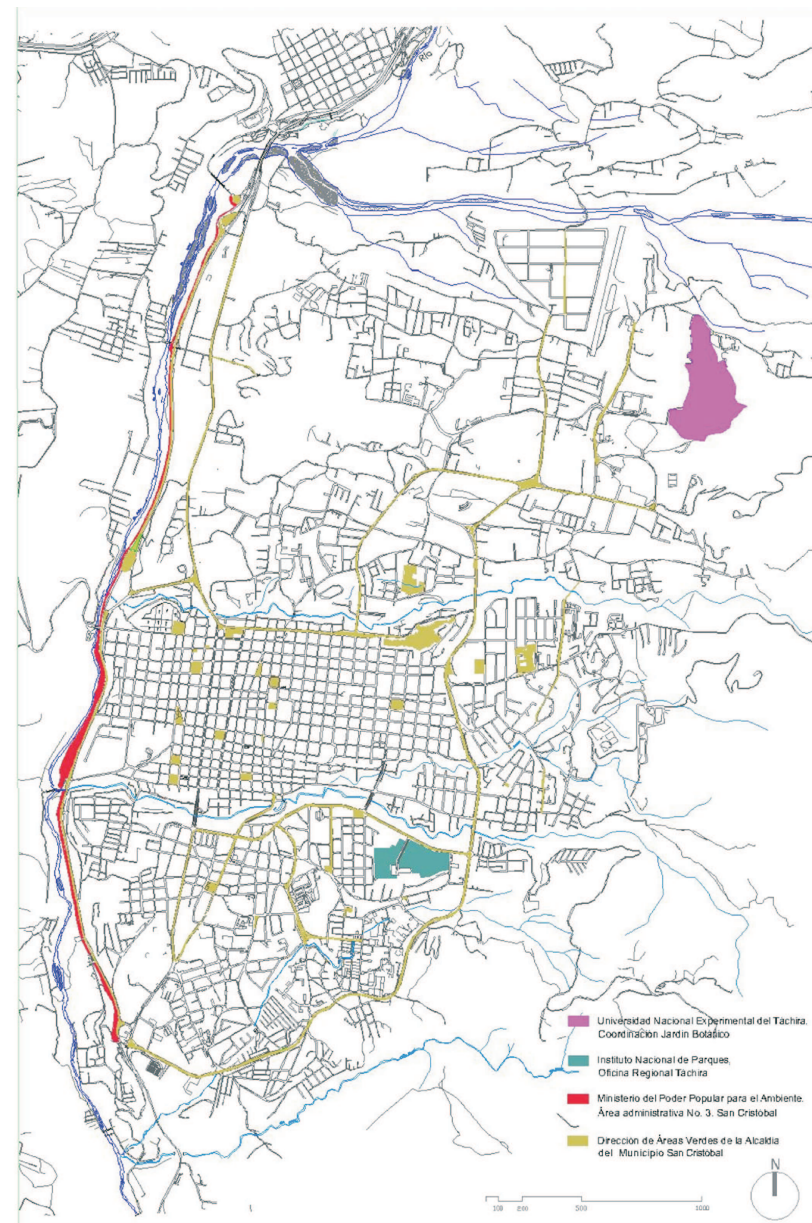 Río
Universidad Nacional Experimental del Táchira.
Coordinación Jardín Botánico
Instituto Nacional de Parques,
Oficina Regional Táchira
Ministerio del Poder Popular para el Ambiente.
Área administrativa No. 3. San Cristóbal
Dirección de Áreas Verdes de la Alcaldía
del Municipio San Cristóbal
N
100 200 500 1000